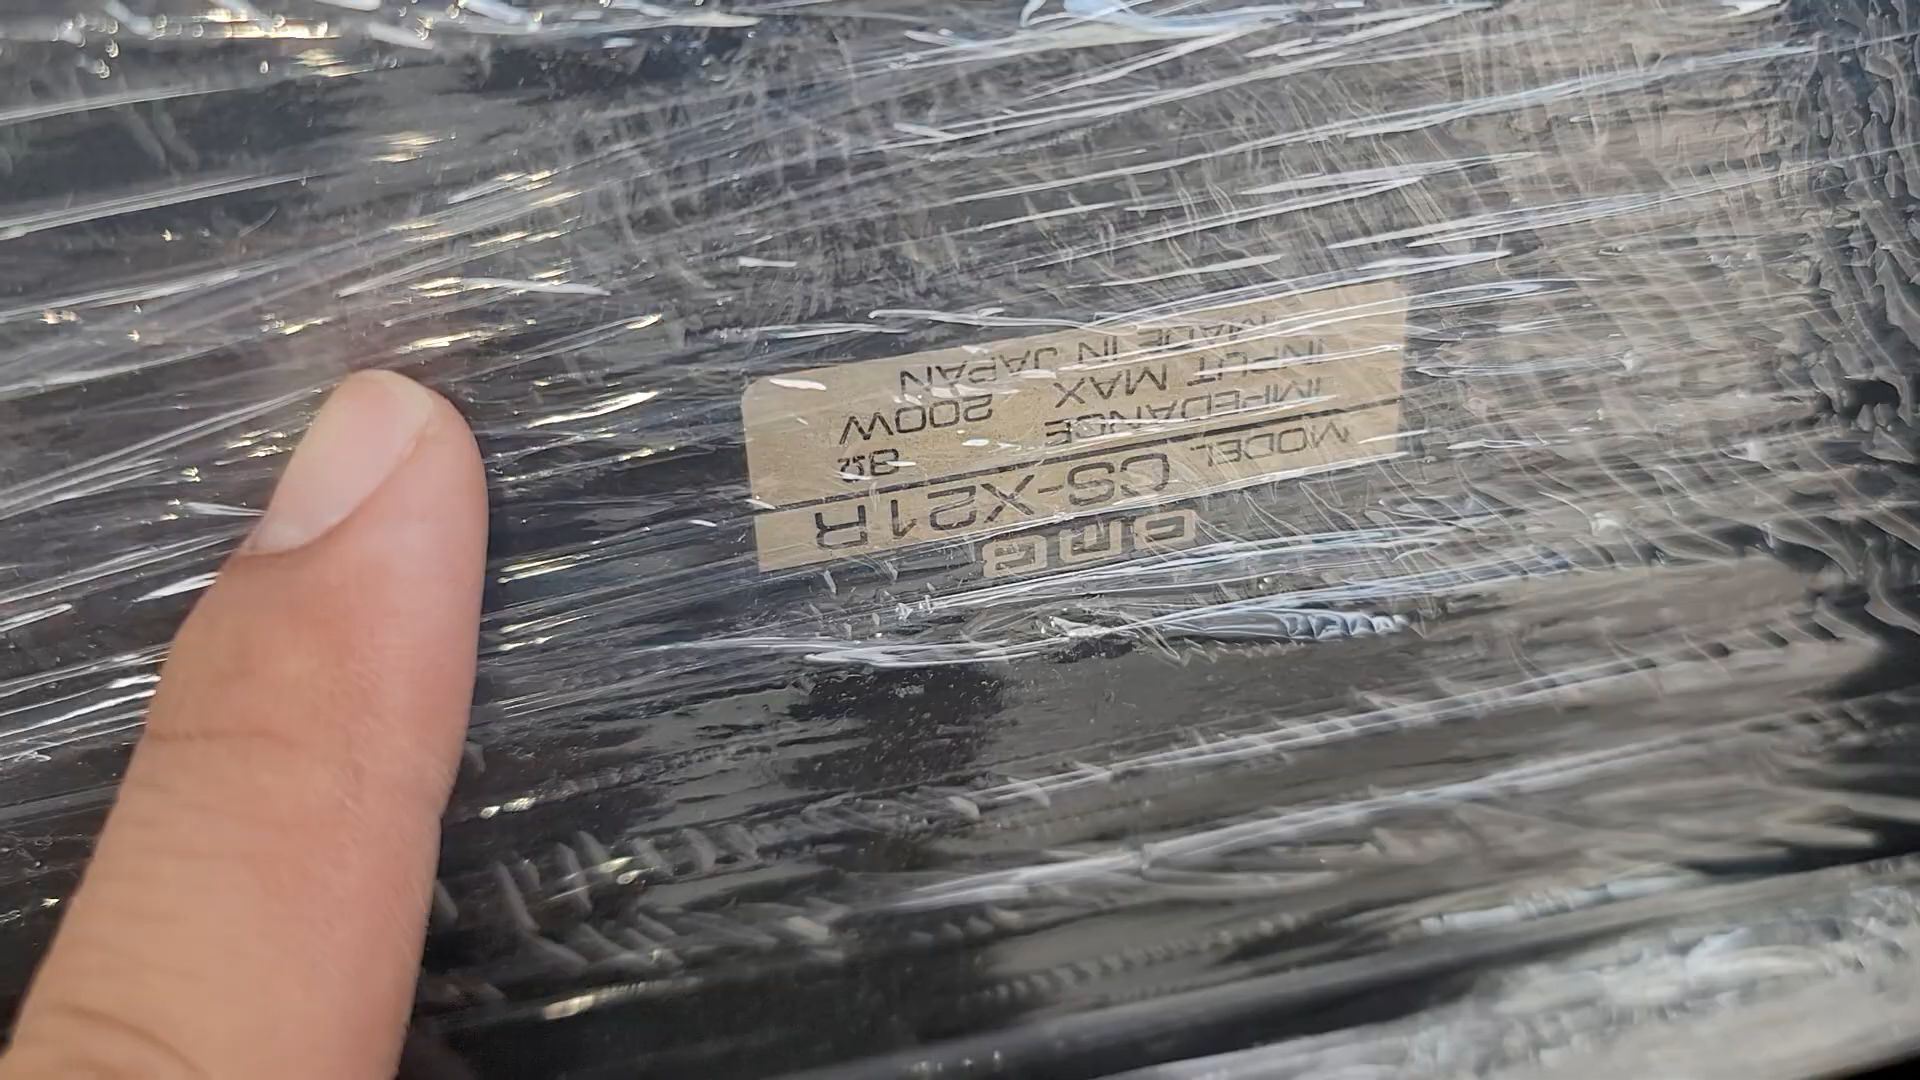 BMB
MODEL CS-X21R
IMPEDANCE 8Ω
INPUT MAX 200W
MADE IN JAPAN